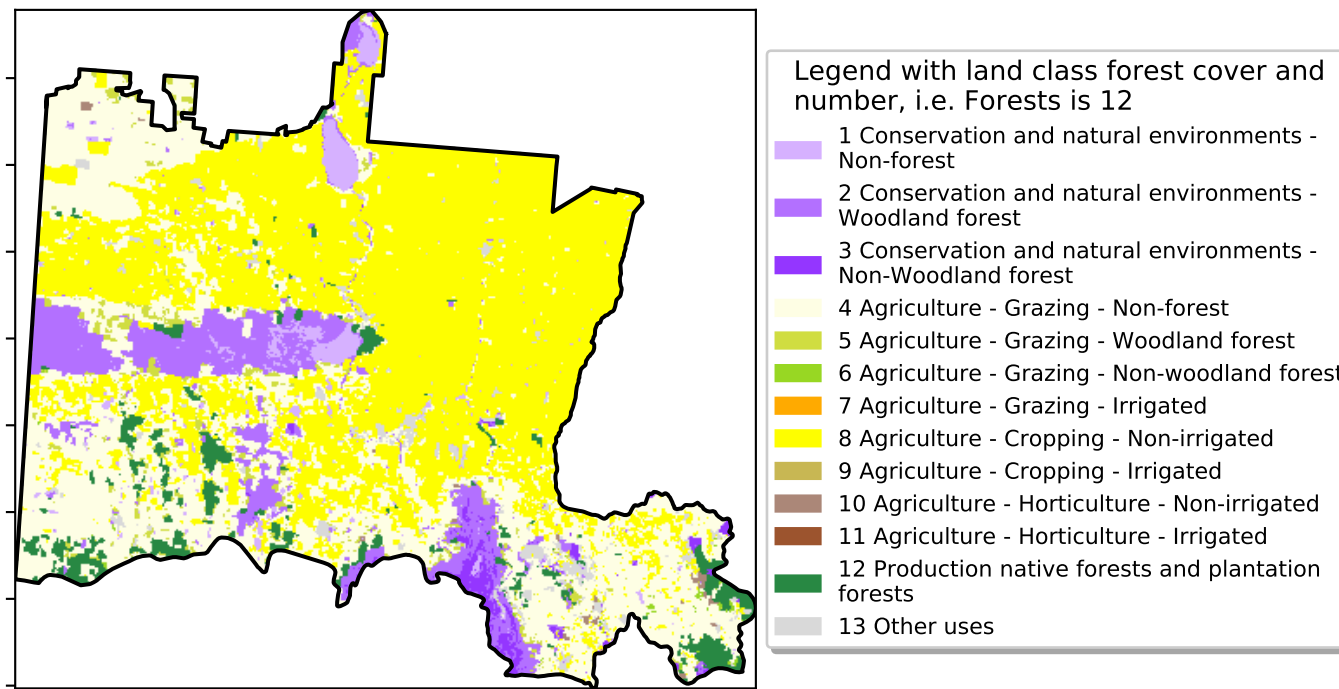 Legend with land class forest cover and
number, i.e. Forests is 12
1 Conservation and natural environments -
Non-forest
2 Conservation and natural environments -
Woodland forest
3 Conservation and natural environments -
Non-Woodland forest
4 Agriculture - Grazing - Non-forest
5 Agriculture - Grazing - Woodland forest
6 Agriculture - Grazing - Non-woodland forest
7 Agriculture - Grazing - Irrigated
8 Agriculture - Cropping - Non-irrigated
9 Agriculture - Cropping - Irrigated
10 Agriculture - Horticulture - Non-irrigated
11 Agriculture - Horticulture - Irrigated
12 Production native forests and plantation
forests
13 Other uses